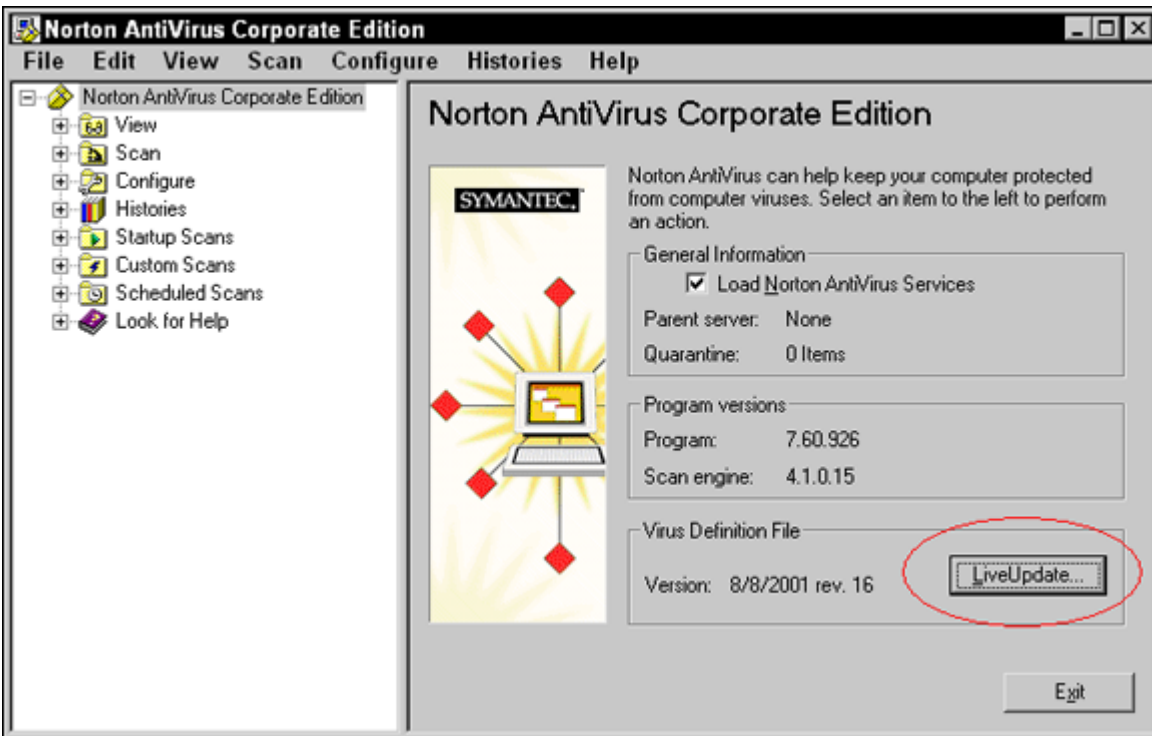 Norton AntiVirus Corporate Edition
File Edit View Scan Configure Histories Help
Norton AntiVirus Corporate Edition
View
Scan
Configure
Histories
Startup Scans
Custom Scans
Scheduled Scans
Look for Help
Norton AntiVirus Corporate Edition
SYMANTEC.
Norton AntiVirus can help keep your computer protected
from computer viruses. Select an item to the left to perform
an action.
General Information
Load Norton AntiVirus Services
Parent server: None
Quarantine: 0 Items
Program versions
Program: 7.60.926
Scan engine: 4.1.0.15
Virus Definition File
Version: 8/8/2001 rev. 16
LiveUpdate...
Exit